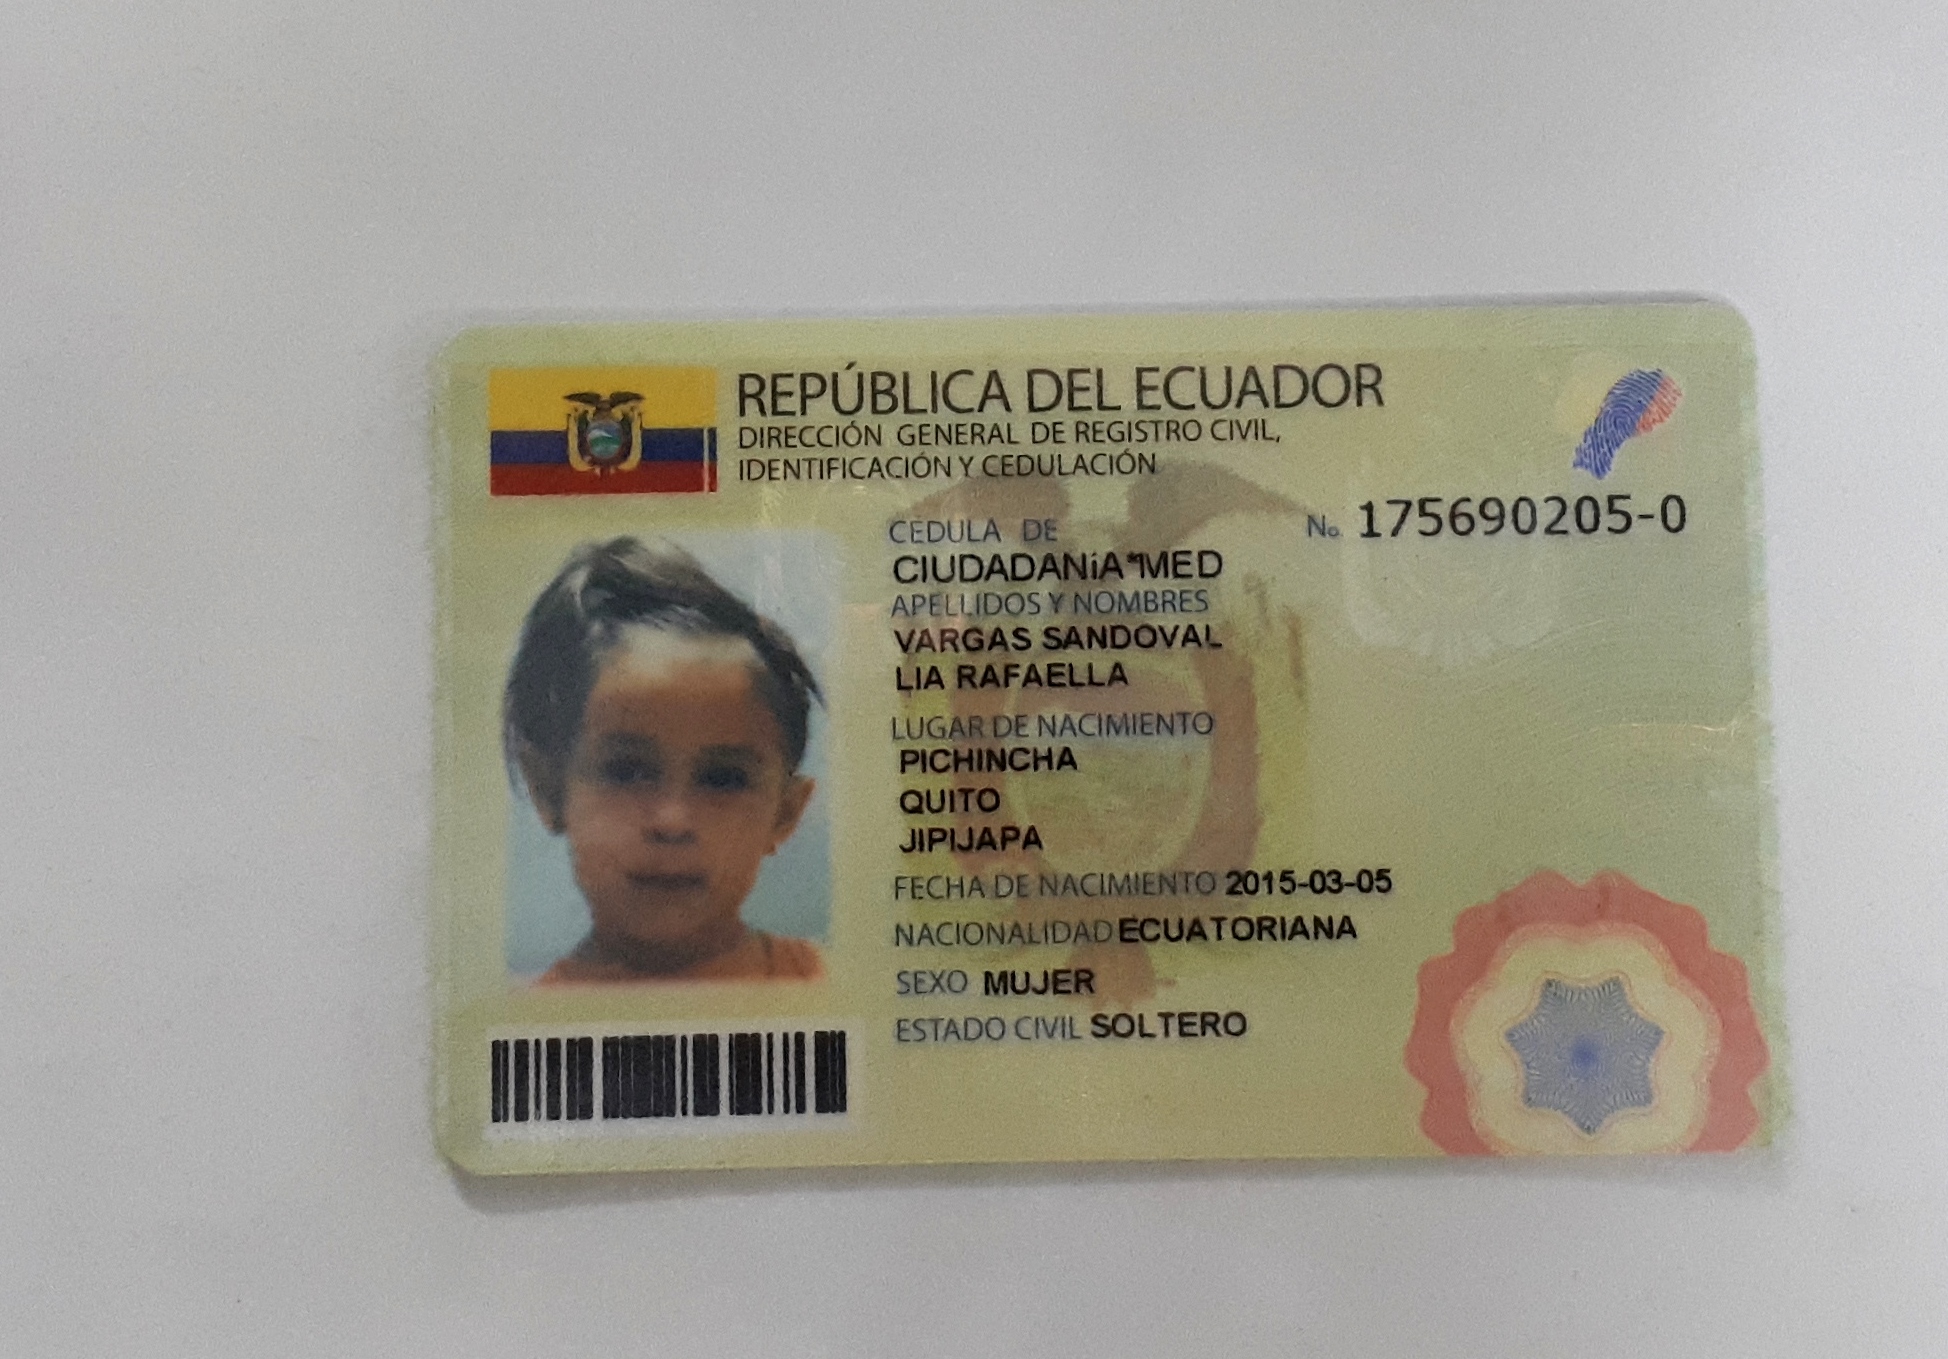 REPÚBLICA DEL ECUADOR
DIRECCIÓN GENERAL DE REGISTRO CIVIL,
IDENTIFICACIÓN Y CEDULACIÓN
CÉDULA DE No. 175690205-0
CIUDADANíA*MED
APELLIDOS Y NOMBRES
VARGAS SANDOVAL
LIA RAFAELLA
LUGAR DE NACIMIENTO
PICHINCHA
QUITO
JIPIJAPA
FECHA DE NACIMIENTO 2015-03-05
NACIONALIDAD ECUATORIANA
SEXO MUJER
ESTADO CIVIL SOLTERO